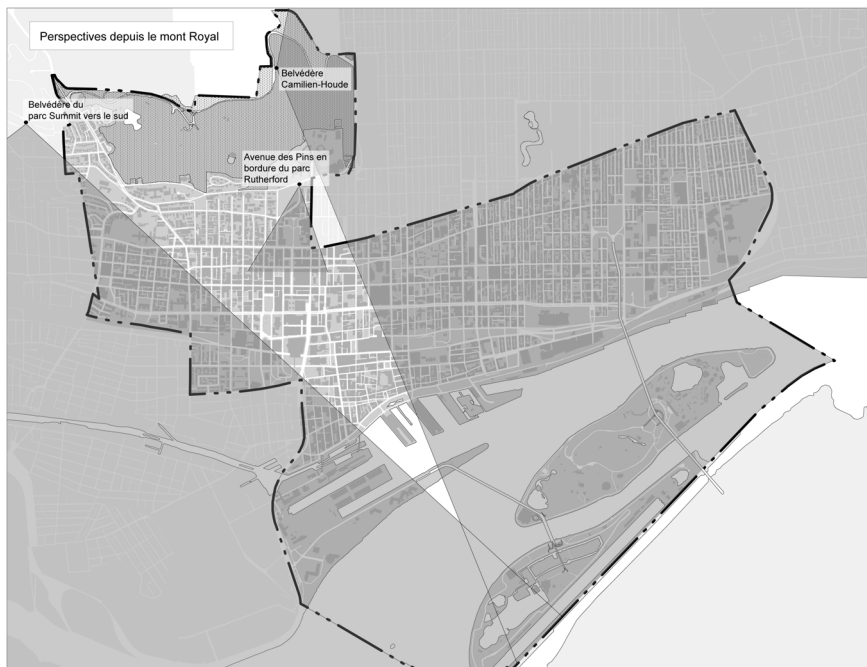 Perspectives depuis le mont Royal
Belvédère
Camilien-Houde
Belvédère du
parc Summit vers le sud
Avenue des Pins en
bordure du parc
Rutherford